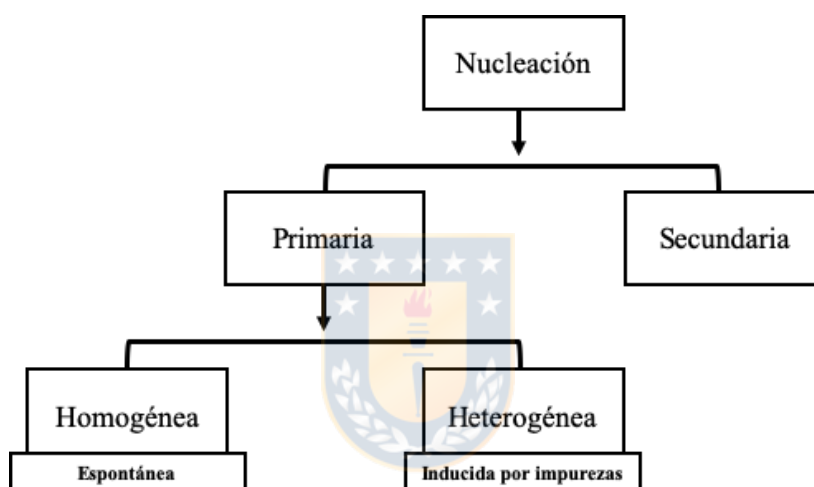 Nucleación
Primaria
Secundaria
Homogénea
Heterogénea
Espontánea
Inducida por impurezas